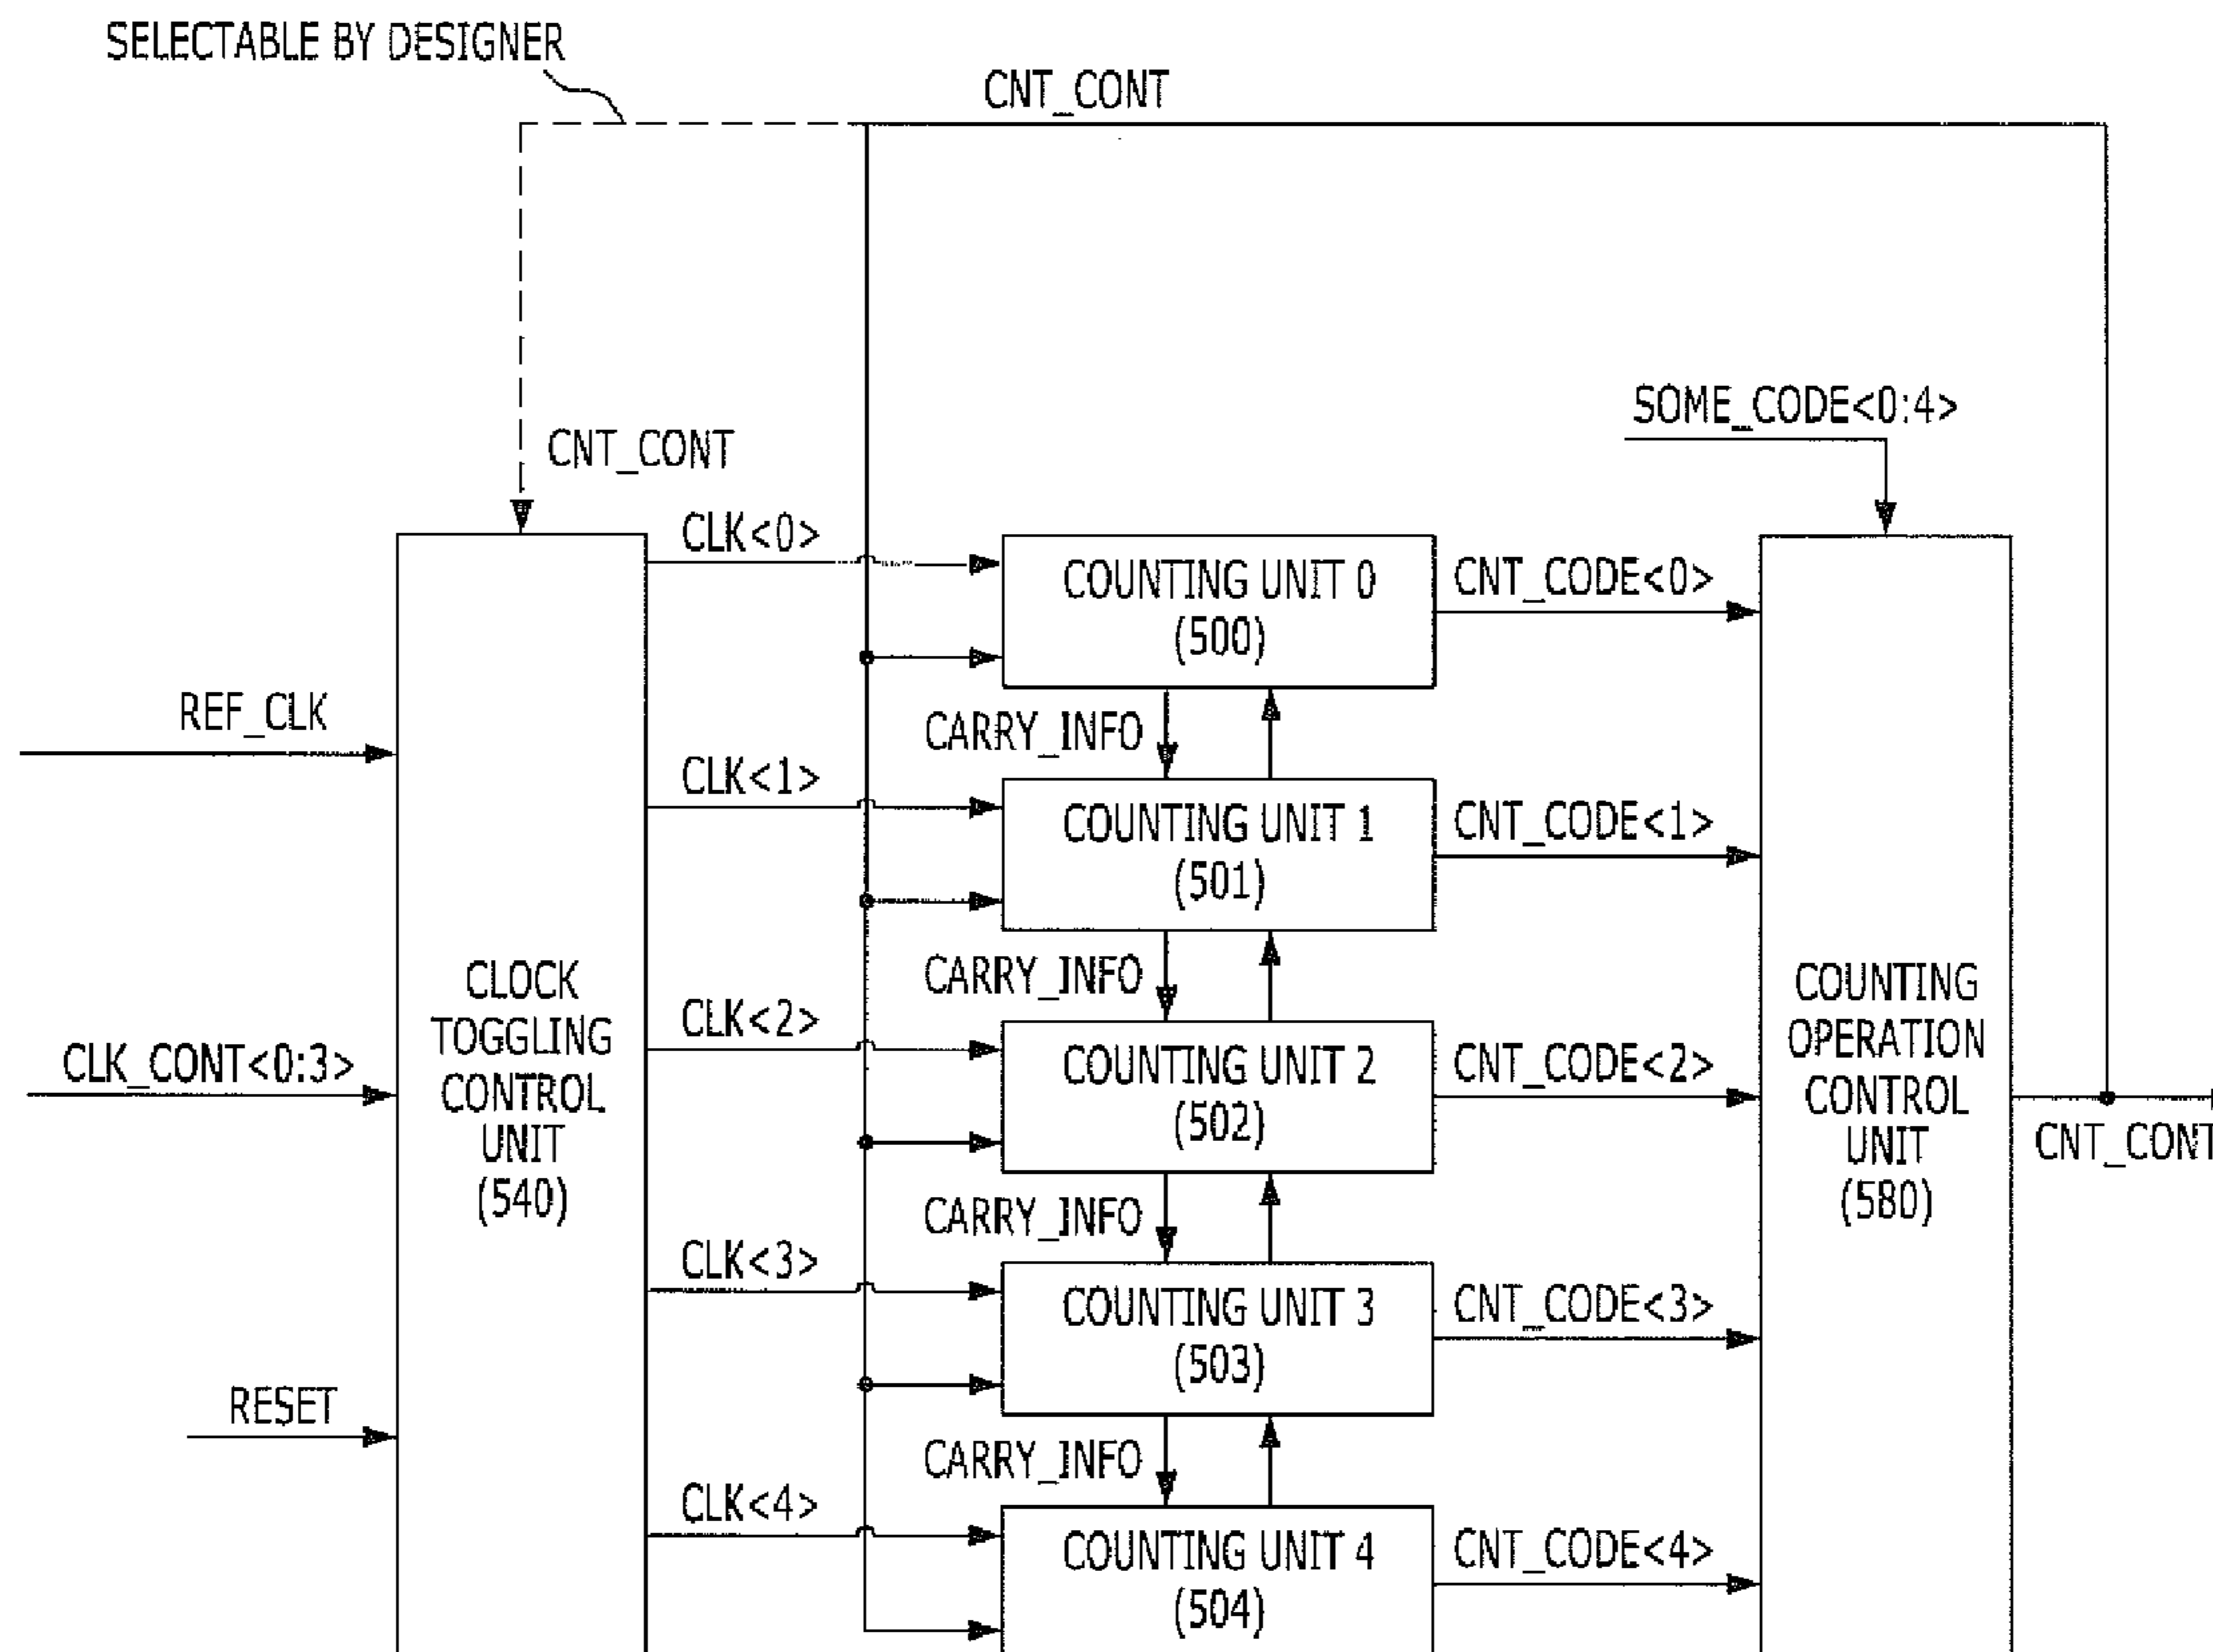 SELECTABLE BY DESIGNER
CNT_CONT
SOME_CODE<0:4>
CNT_CONT
CLK<0>
COUNTING UNIT 0
(500)
CNT_CODE<0>
REF_CLK
CARRY_INFO
CLK<1>
COUNTING UNIT 1
(501)
CNT_CODE<1>
CLOCK
TOGGLING
CONTROL
UNIT
(540)
CARRY_INFO
CLK<2>
COUNTING UNIT 2
(502)
CNT_CODE<2>
COUNTING
OPERATION
CONTROL
UNIT
(580)
CLK_CONT<0:3>
CNT_CONT
CARRY_INFO
CLK<3>
COUNTING UNIT 3
(503)
CNT_CODE<3>
RESET
CARRY_INFO
CLK<4>
COUNTING UNIT 4
(504)
CNT_CODE<4>